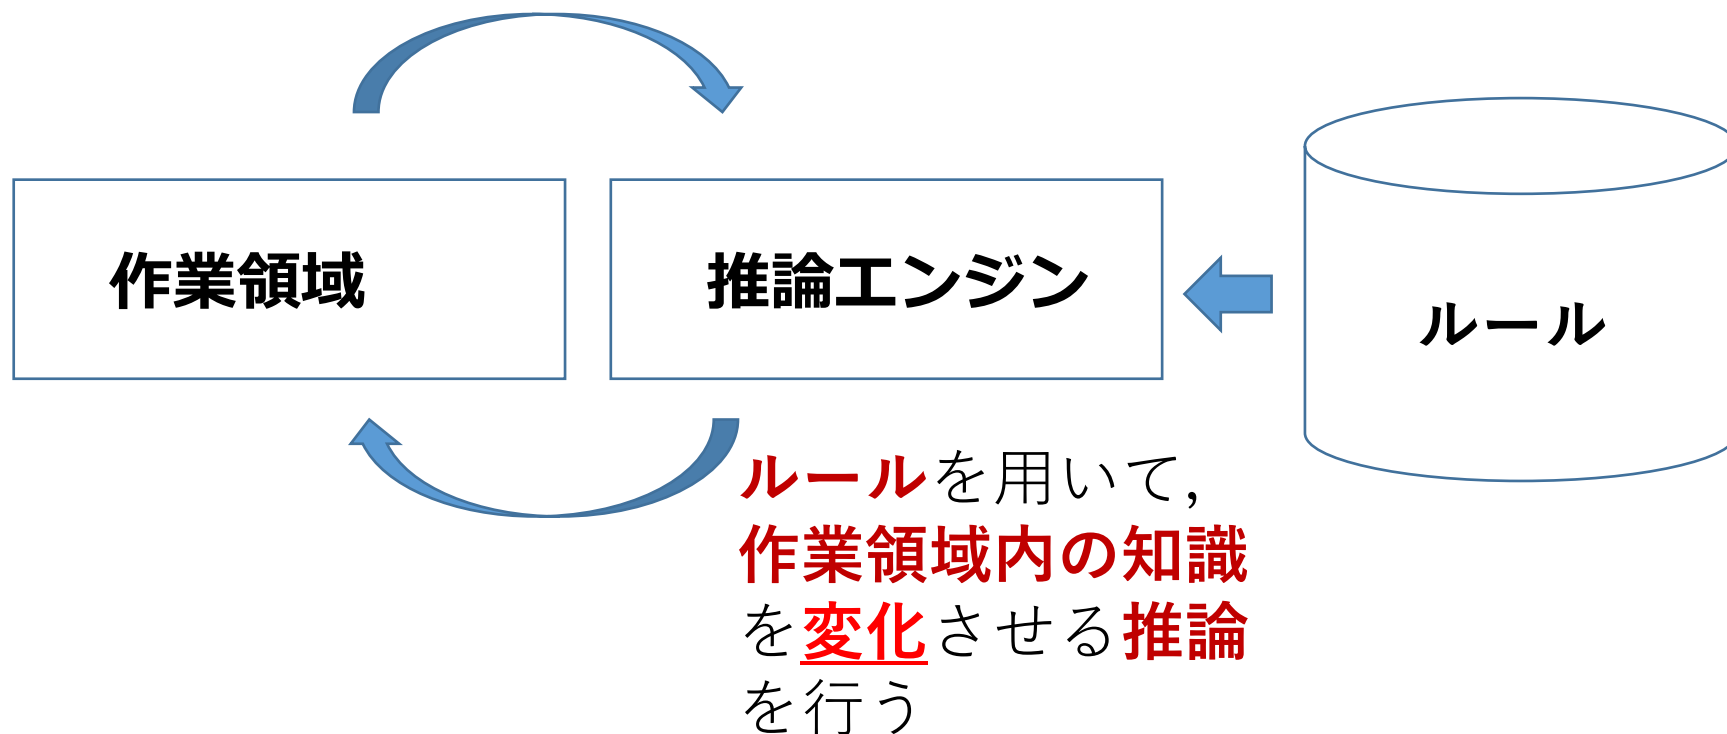 作業領域
推論エンジン
ルール
ルールを用いて,
作業領域内の知識
を変化させる推論
を行う